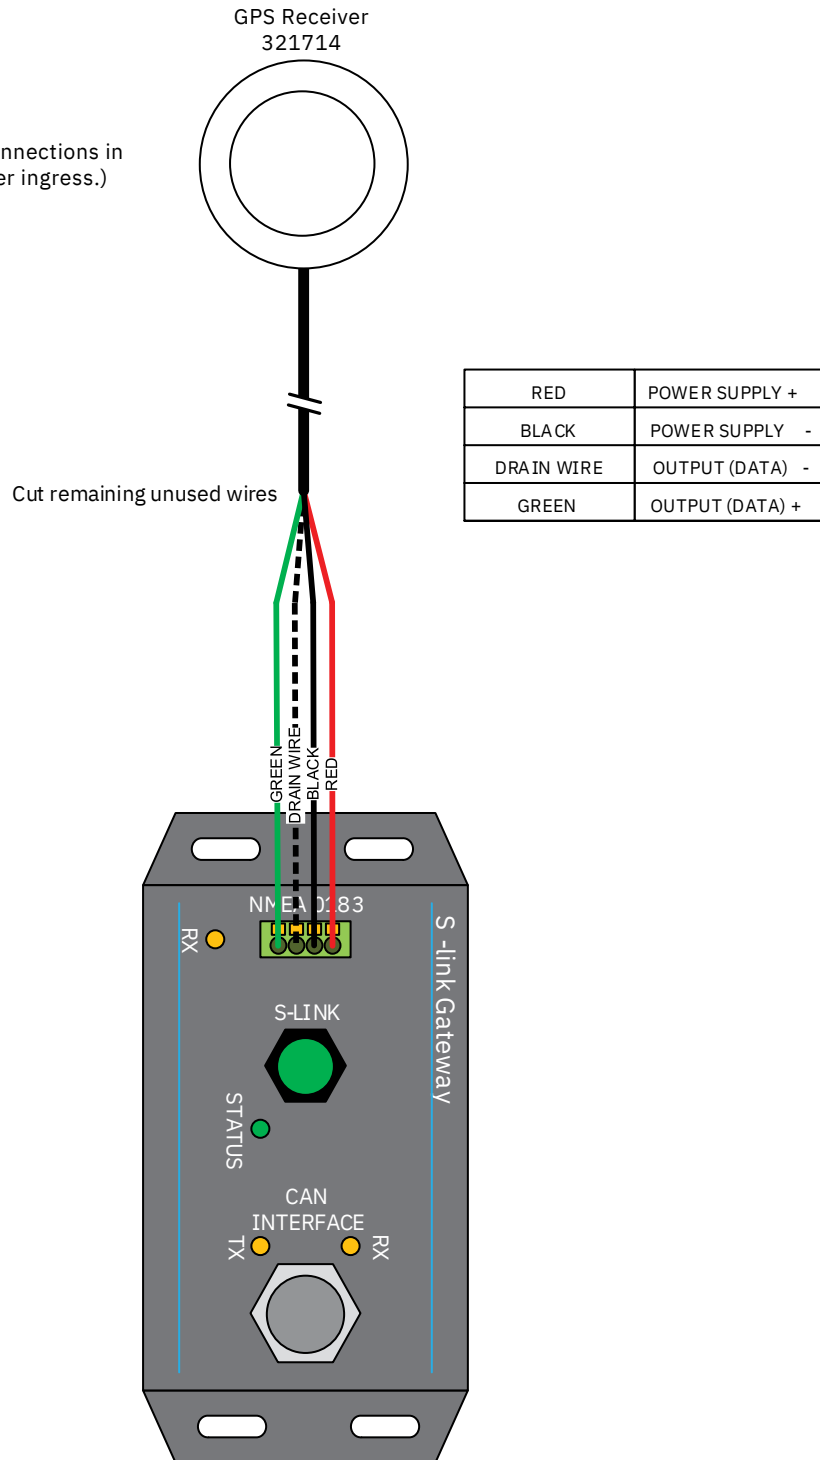 GPS Receiver
321714
nnections in
er ingress.)
RED POWER SUPPLY +
BLACK POWER SUPPLY -
DRAIN WIRE OUTPUT (DATA) -
GREEN OUTPUT (DATA) +
Cut remaining unused wires
GREEN
DRAIN WIRE
BLACK
RED
NMEA 0183
RX
S-link Gateway
S-LINK
STATUS
CAN
INTERFACE
TX
RX